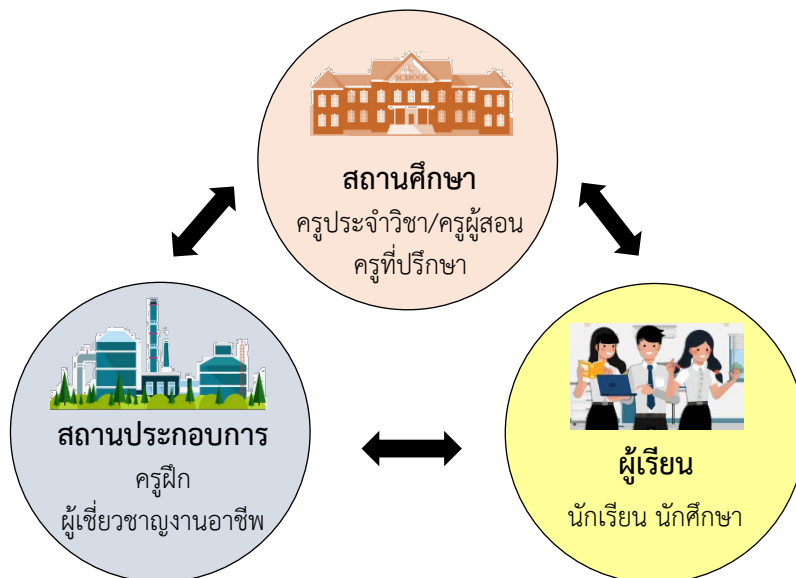 SCHOOL
สถานศึกษา
ครูประจำวิชา/ครูผู้สอน
ครูที่ปรึกษา
สถานประกอบการ
ครูฝึก
ผู้เชี่ยวชาญงานอาชีพ
ผู้เรียน
นักเรียน นักศึกษา